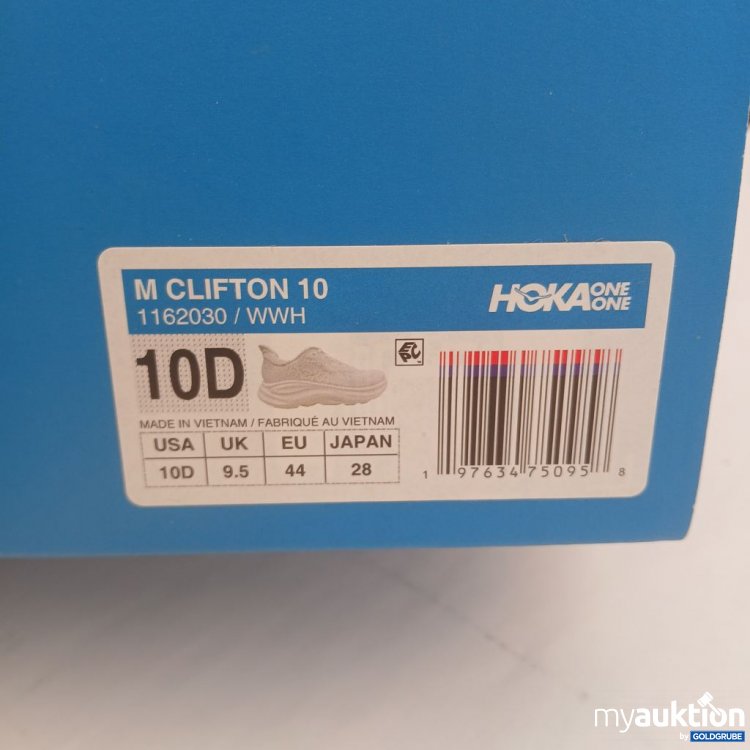 M CLIFTON 10
1162030 / WWH
HOKA ONE ONE
10D
EPC
MADE IN VIETNAM / FABRIQUÉ AU VIETNAM
USA UK EU JAPAN
10D 9.5 44 28
1 97634 75095 8
myauktion
by GOLDGRUBE